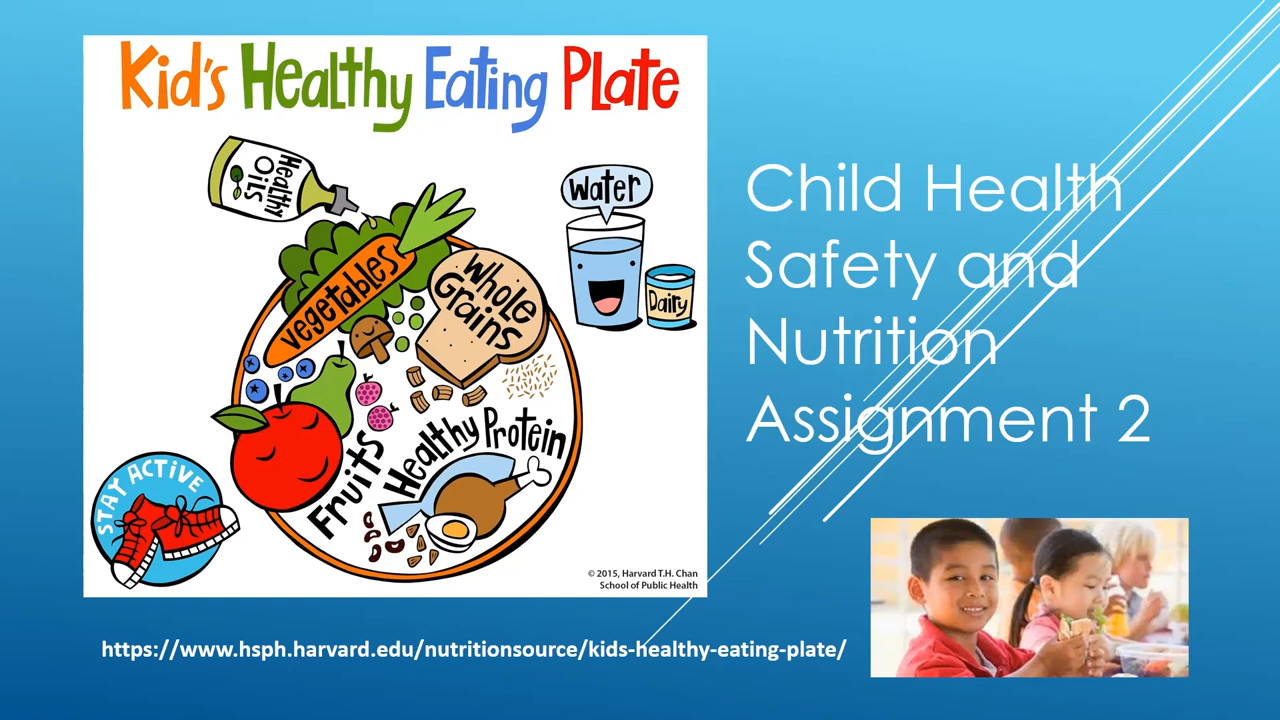 Kid's Healthy Eating Plate
Healthy
Oils
Water
Dairy
Vegetables
Whole
Grains
Healthy Protein
Fruits
STAY ACTIVE
© 2015, Harvard T.H. Chan
School of Public Health
Child Health
Safety and
Nutrition
Assignment 2
https://www.hsph.harvard.edu/nutritionsource/kids-healthy-eating-plate/